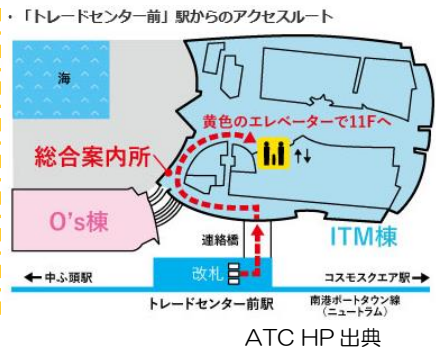 ・「トレードセンター前」駅からのアクセスルート
海
黄色のエレベーターで11Fへ
総合案内所
O's棟
ITM棟
連絡橋
改札
←中ふ頭駅
コスモスクエア駅→
トレードセンター前駅
南港ポートタウン線
(ニュートラム)
ATC HP出典